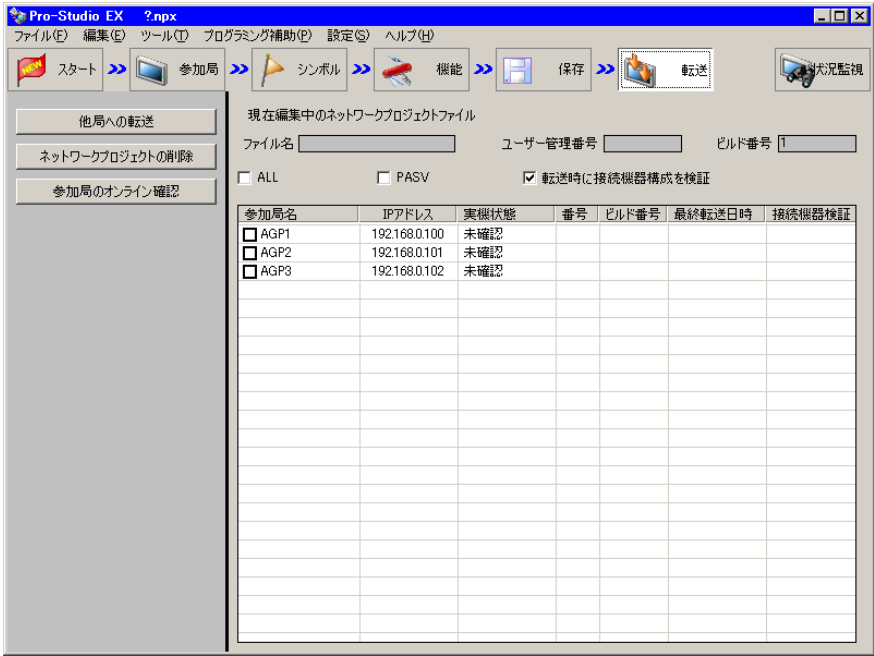 Pro-Studio EX ?.npx
ファイル(F) 編集(E) ツール(T) プログラミング補助(P) 設定(S) ヘルプ(H)
NEW スタート 参加局 シンボル 機能 保存 転送 状況監視
他局への転送
ネットワークプロジェクトの削除
参加局のオンライン確認
現在編集中のネットワークプロジェクトファイル
ファイル名 ユーザー管理番号 ビルド番号 1
ALL PASV 転送時に接続機器構成を検証
参加局名 IPアドレス 実機状態 番号 ビルド番号 最終転送日時 接続機器検証
AGP1 192.168.0.100 未確認
AGP2 192.168.0.101 未確認
AGP3 192.168.0.102 未確認